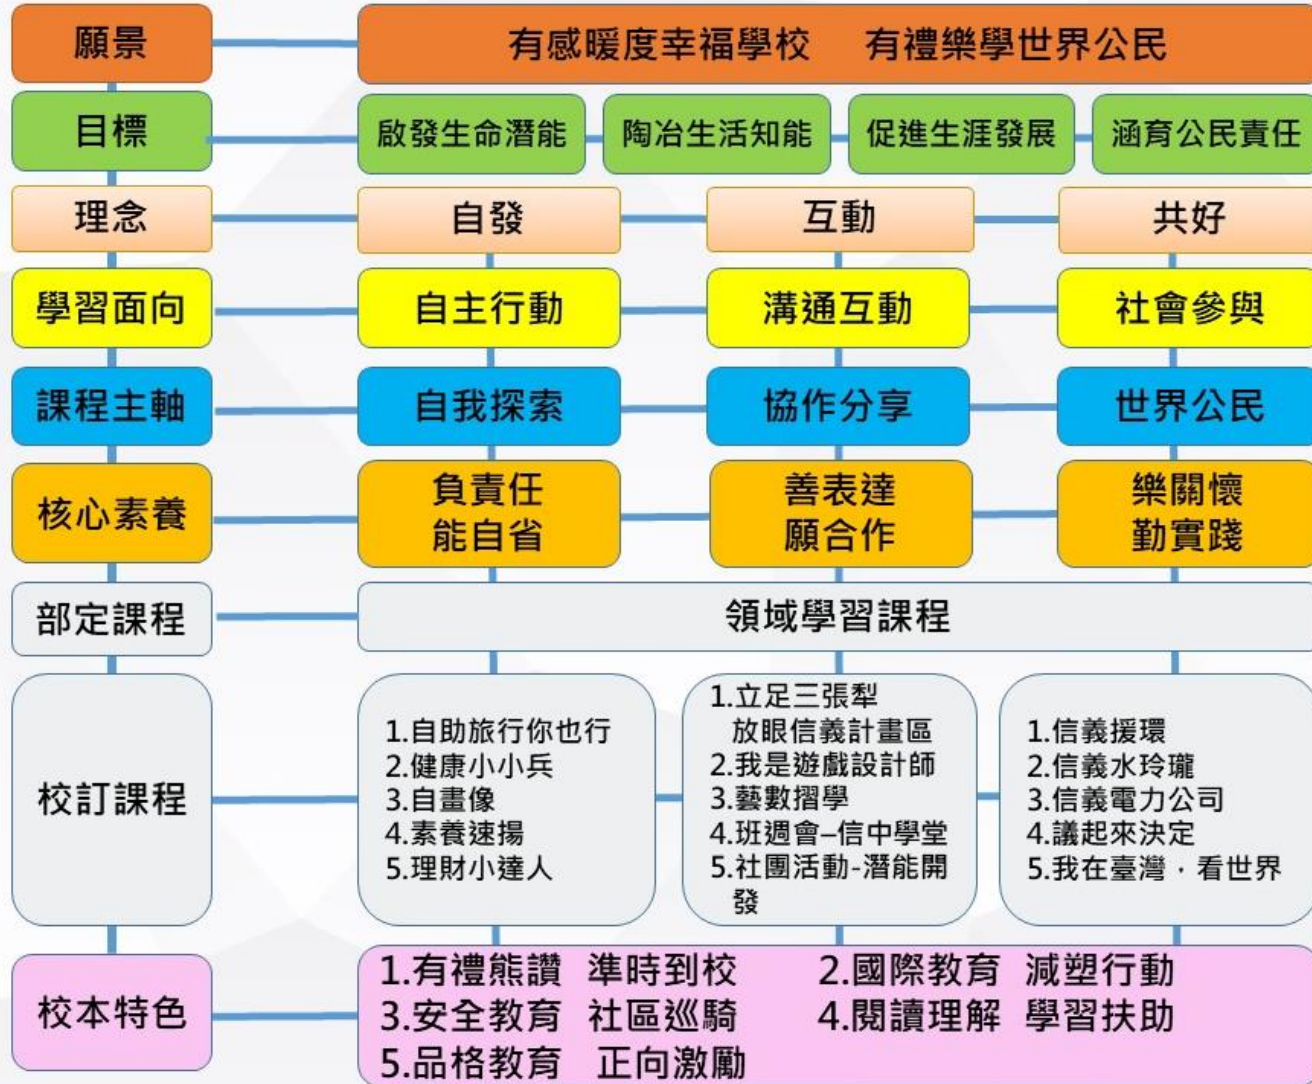 願景
有感暖度幸福學校 有禮樂學世界公民
目標
啟發生命潛能
陶冶生活知能
促進生涯發展
涵育公民責任
理念
自發
互動
共好
學習面向
自主行動
溝通互動
社會參與
課程主軸
自我探索
協作分享
世界公民
核心素養
負責任
能自省
善表達
願合作
樂關懷
勤實踐
部定課程
領域學習課程
校訂課程
1.自助旅行你也行
2.健康小小兵
3.自畫像
4.素養速揚
5.理財小達人
1.立足三張犁
放眼信義計畫區
2.我是遊戲設計師
3.藝數摺學
4.班週會–信中學堂
5.社團活動-潛能開
發
1.信義援環
2.信義水玲瓏
3.信義電力公司
4.議起來決定
5.我在臺灣，看世界
校本特色
1.有禮熊讚 準時到校 2.國際教育 減塑行動
3.安全教育 社區巡騎 4.閱讀理解 學習扶助
5.品格教育 正向激勵